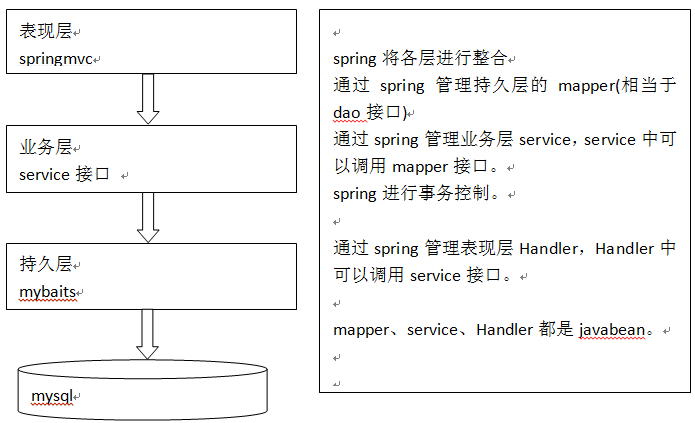 表现层
springmvc
业务层
service 接口
持久层
mybaits
mysql
spring 将各层进行整合
通过 spring 管理持久层的 mapper(相当于
dao 接口)
通过 spring 管理业务层 service，service 中可
以调用 mapper 接口。
spring 进行事务控制。
通过 spring 管理表现层 Handler，Handler 中
可以调用 service 接口。
mapper、service、Handler 都是 javabean。